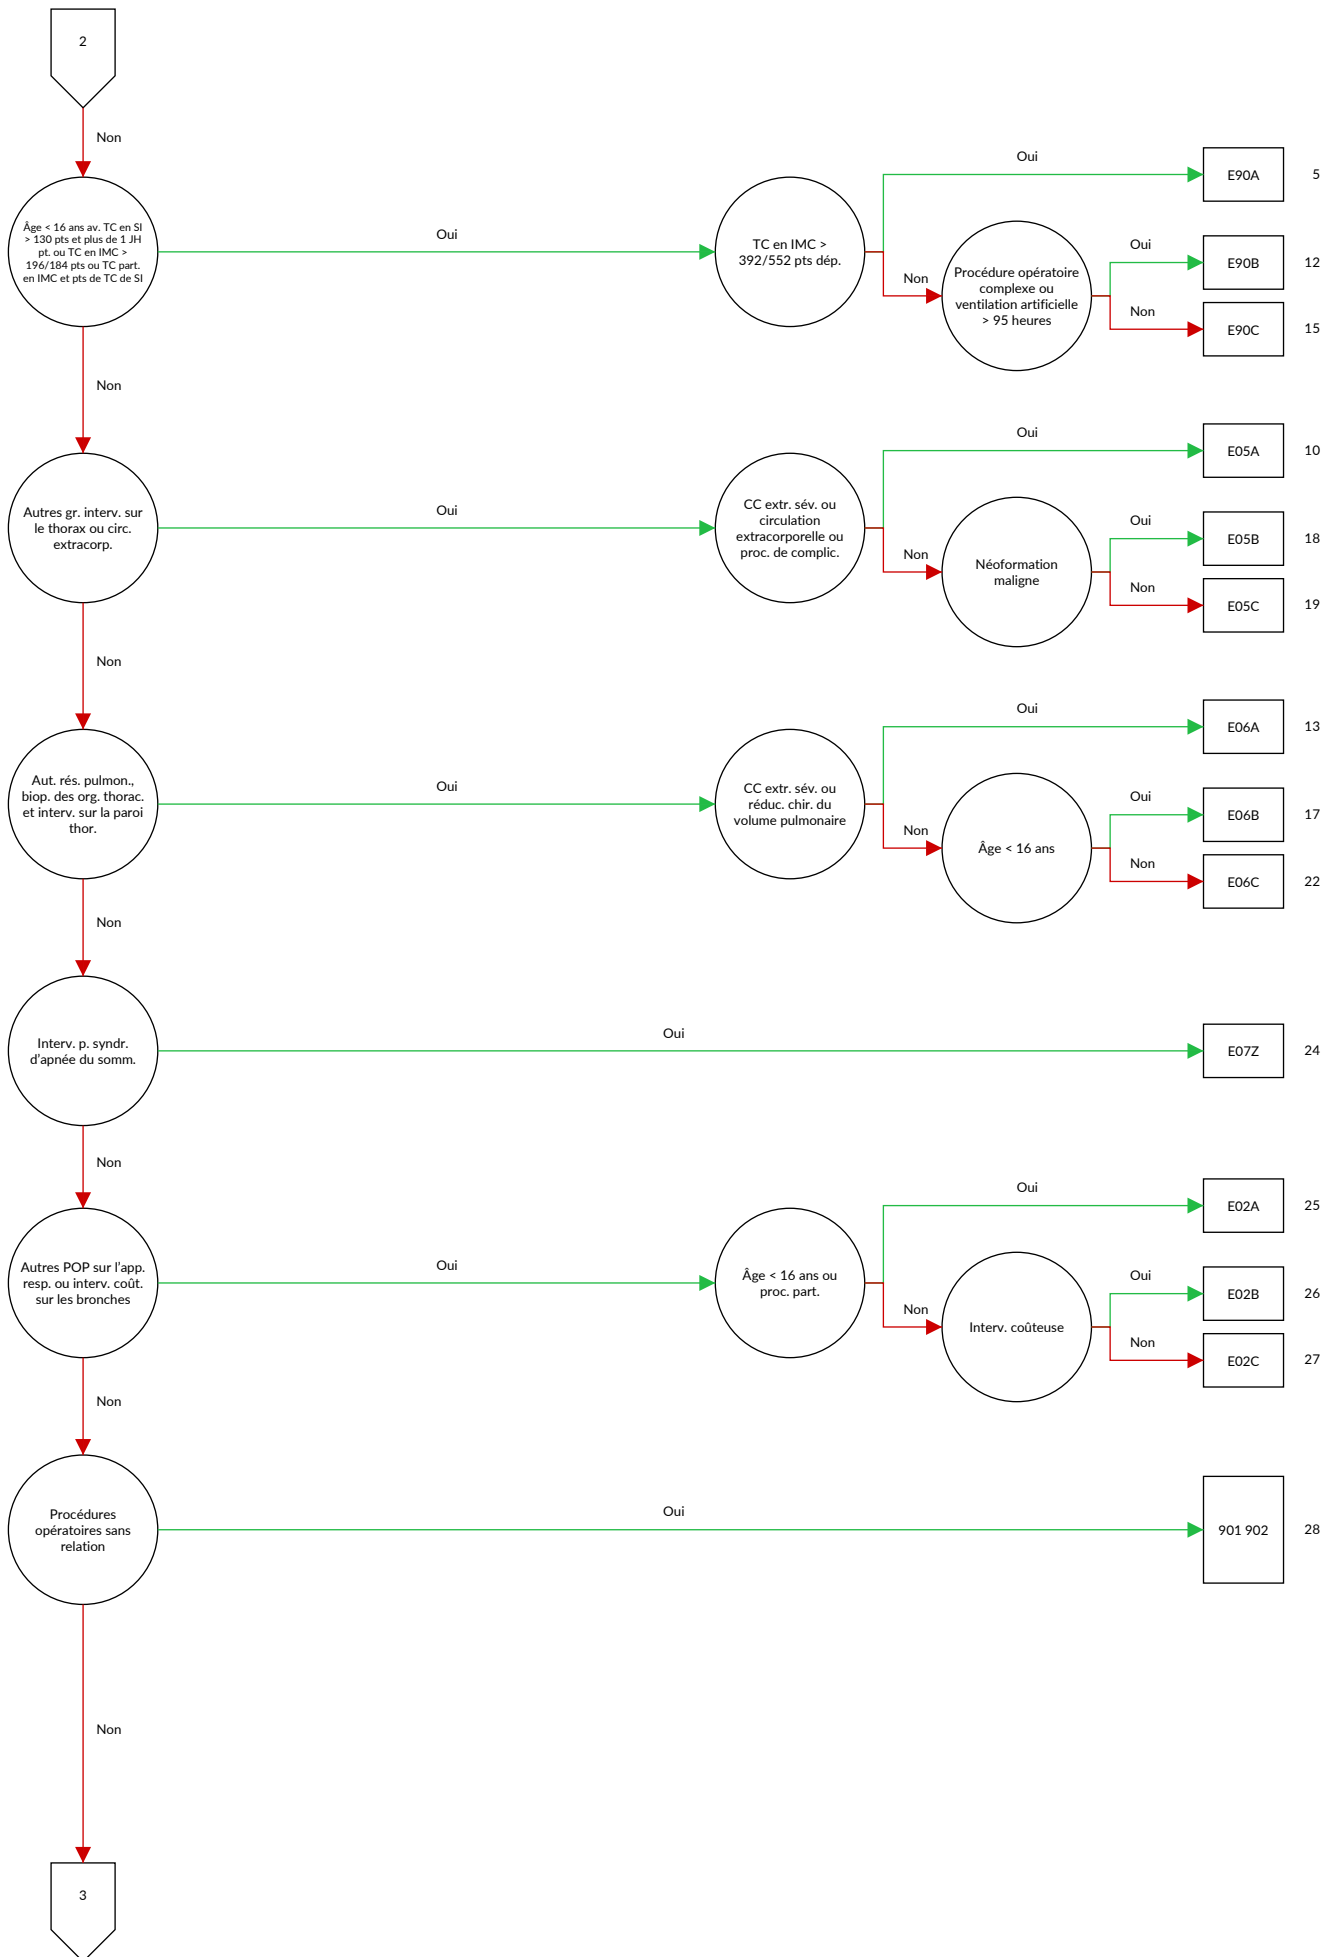 2
Non
Âge < 16 ans av. TC en SI
> 130 pts et plus de 1 JH
pt. ou TC en IMC >
196/184 pts ou TC part.
en IMC et pts de TC de SI
Oui
TC en IMC >
392/552 pts dép.
Oui
E90A
5
Non
Procédure opératoire
complexe ou
ventilation artificielle
> 95 heures
Oui
E90B
12
Non
E90C
15
Non
Autres gr. interv. sur
le thorax ou circ.
extracorp.
Oui
CC extr. sév. ou
circulation
extracorporelle ou
proc. de complic.
Oui
E05A
10
Non
Néoformation
maligne
Oui
E05B
18
Non
E05C
19
Non
Aut. rés. pulmon.,
biop. des org. thorac.
et interv. sur la paroi
thor.
Oui
CC extr. sév. ou
réduc. chir. du
volume pulmonaire
Oui
E06A
13
Non
Âge < 16 ans
Oui
E06B
17
Non
E06C
22
Non
Interv. p. syndr.
d'apnée du somm.
Oui
E07Z
24
Non
Autres POP sur l'app.
resp. ou interv. coût.
sur les bronches
Oui
Âge < 16 ans ou
proc. part.
Oui
E02A
25
Non
Interv. coûteuse
Oui
E02B
26
Non
E02C
27
Non
Procédures
opératoires sans
relation
Oui
901 902
28
Non
3